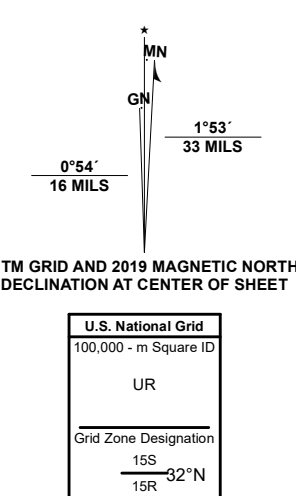 ★
MN
GN
1°53´
33 MILS
0°54´
16 MILS
TM GRID AND 2019 MAGNETIC NORTH
DECLINATION AT CENTER OF SHEET
U.S. National Grid
100,000 - m Square ID
UR
Grid Zone Designation
15S
32°N
15R